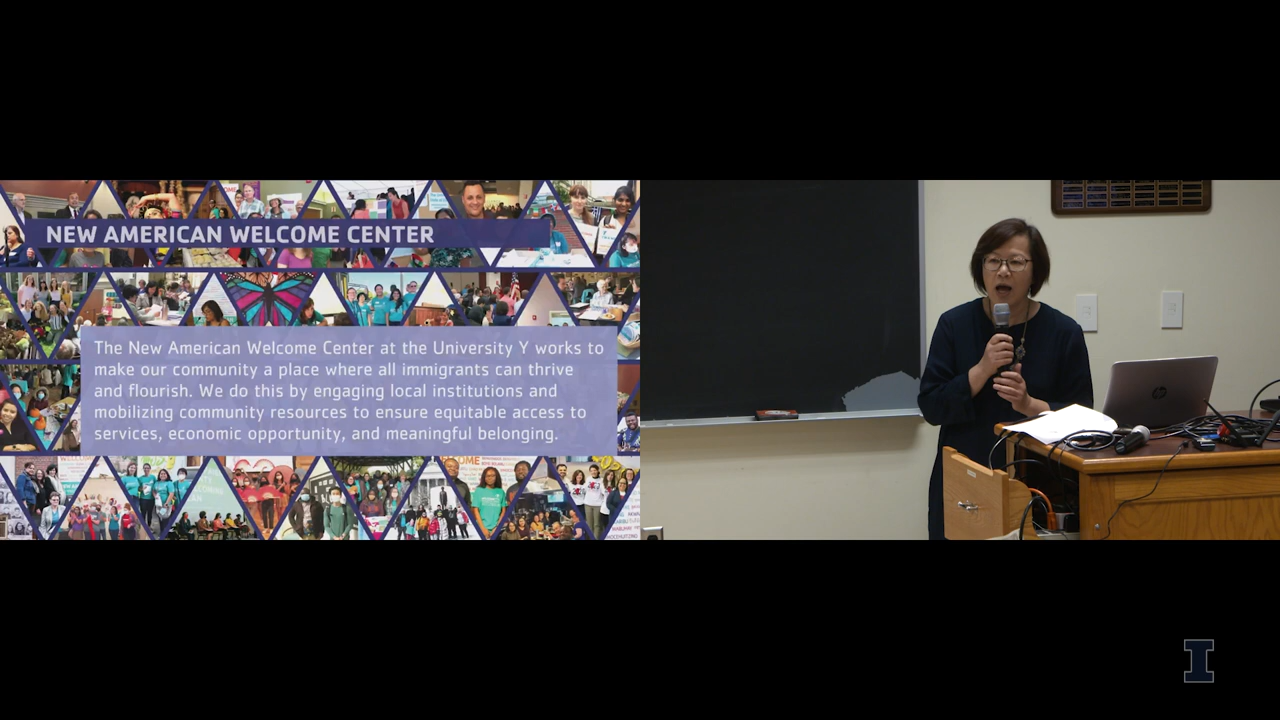 NEW AMERICAN WELCOME CENTER
The New American Welcome Center at the University Y works to
make our community a place where all immigrants can thrive
and flourish. We do this by engaging local institutions and
mobilizing community resources to ensure equitable access to
services, economic opportunity, and meaningful belonging.
hp
I